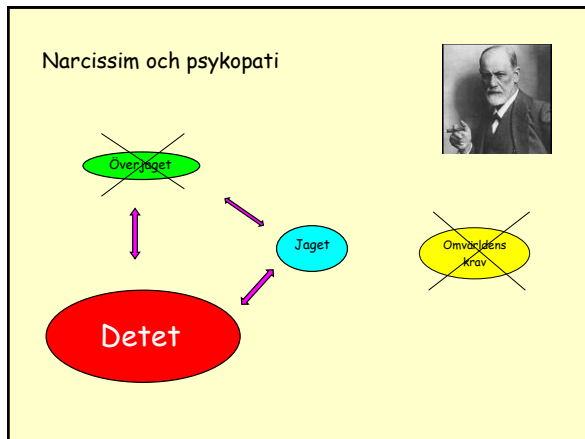 Narcissim och psykopati
Överjaget
Jaget
Omvärldens
krav
Detet